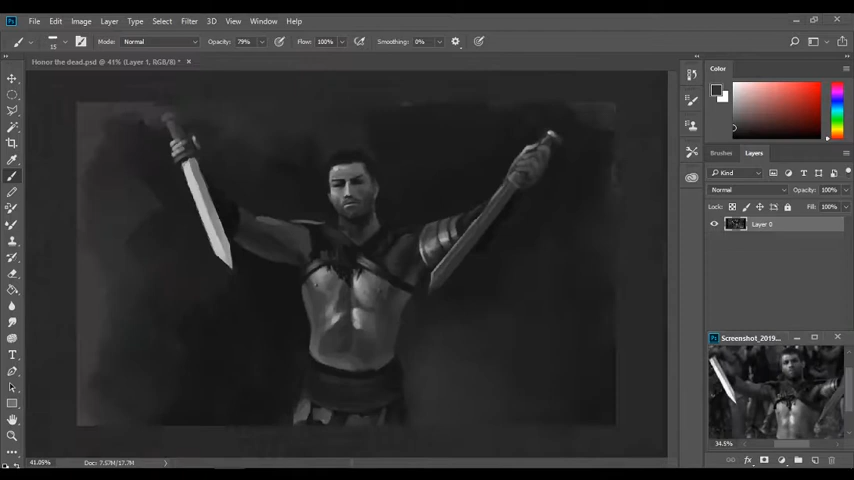 Ps File Edit Image Layer Type Select Filter 3D View Window Help
15 Mode: Normal Opacity: 79% Flow: 100% Smoothing: 0%
Honor the dead.psd @ 41% (Layer 1, RGB/8) *
Color
Brushes Layers
Kind
Normal Opacity: 100%
Lock: Fill: 100%
Layer 0
Screenshot_2019...
34.5%
41.05% Doc: 7.57M/17.7M